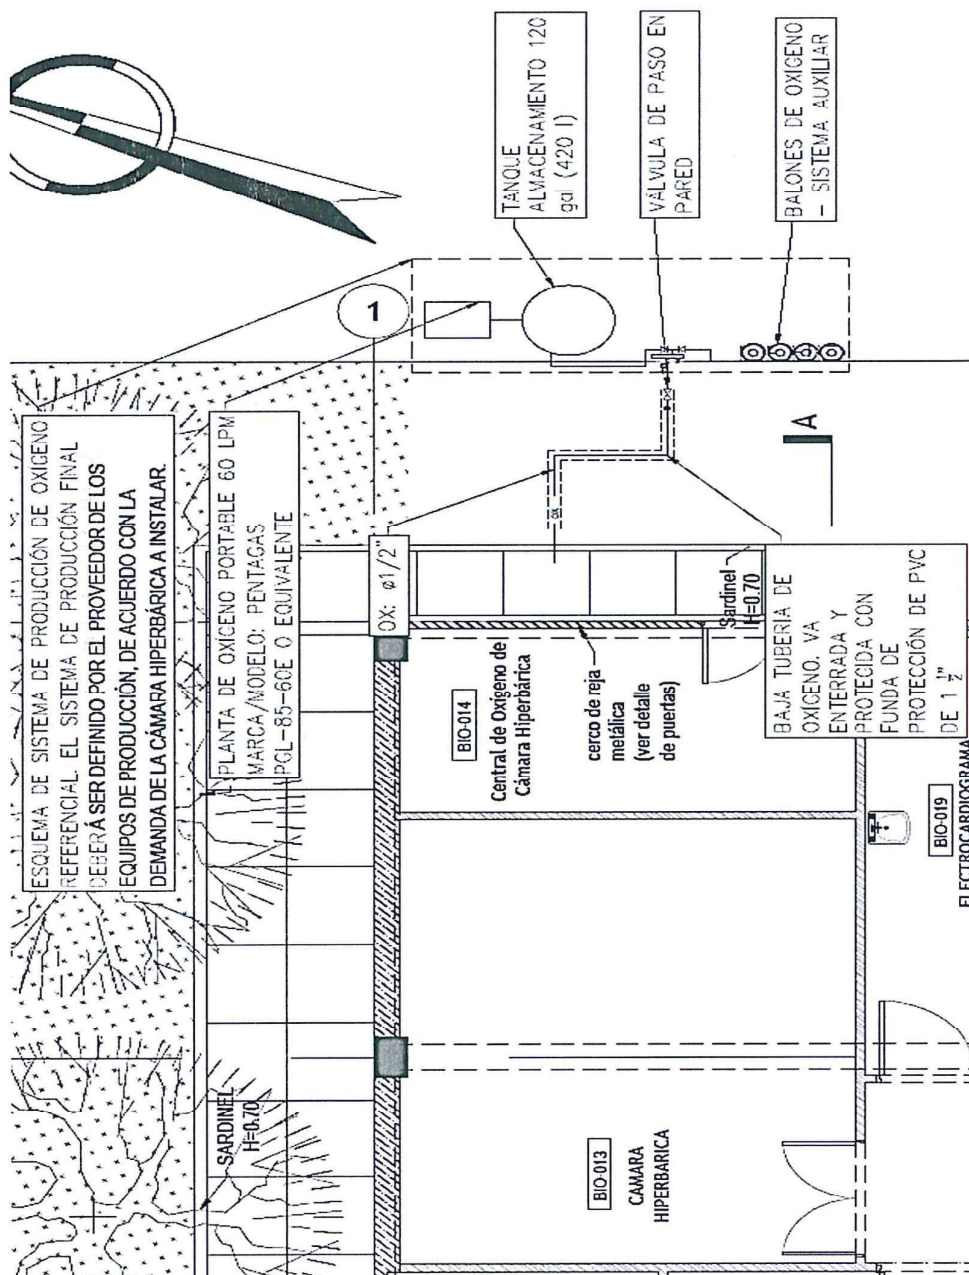 ESQUEMA DE SISTEMA DE PRODUCCIÓN DE OXIGENO
REFERENCIAL. EL SISTEMA DE PRODUCCIÓN FINAL
DEBERÁ SER DEFINIDO POR EL PROVEEDOR DE LOS
EQUIPOS DE PRODUCCIÓN, DE ACUERDO CON LA
DEMANDA DE LA CÁMARA HIPERBÁRICA A INSTALAR.
PLANTA DE OXÍGENO PORTABLE 60 LPM
MARCA/MODELO: PENTAGAS
PGL-85-60E O EQUIVALENTE
1
TANQUE
ALMACENAMIENTO 120
gal (420 l)
VÁLVULA DE PASO EN
PARED
BALONES DE OXIGENO
- SISTEMA AUXILIAR
OX: ø1/2"
OX
A
Sardinel
H=0.70
BIO-014
Central de Oxígeno de
Cámara Hiperbárica
cerco de reja
metálica
(ver detalle
de puertas)
BAJA TUBERIA DE
OXÍGENO. VA
ENTERRADA Y
PROTEGIDA CON
FUNDA DE
PROTECCIÓN DE PVC
DE 1 ½"
SARDINEL
H=0.70
BIO-013
CAMARA
HIPERBARICA
BIO-019
ELECTROCARDIOGRAMA